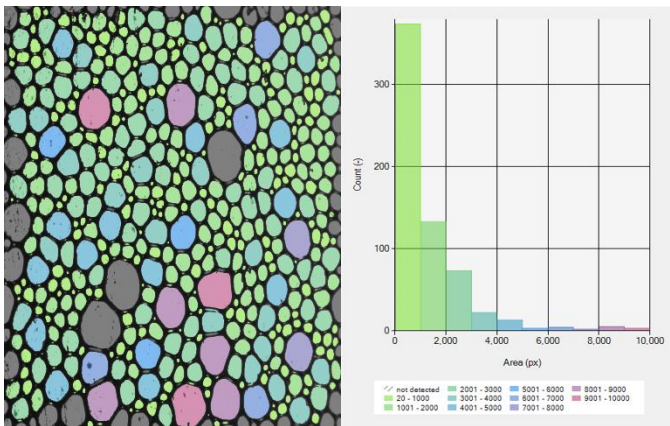 300
200
100
0
Count (-)
0 2,000 4,000 6,000 8,000 10,000
Area (px)
not detected 2001 - 3000 5001 - 6000 8001 - 9000
20 - 1000 3001 - 4000 6001 - 7000 9001 - 10000
1001 - 2000 4001 - 5000 7001 - 8000